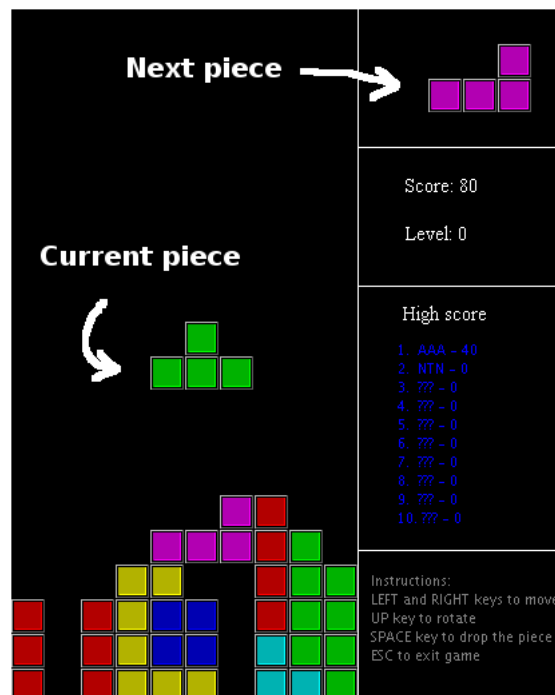 Next piece
Score: 80
Level: 0
Current piece
High score
1. AAA - 40
2. NTN - 0
3. ??? - 0
4. ??? - 0
5. ??? - 0
6. ??? - 0
7. ??? - 0
8. ??? - 0
9. ??? - 0
10. ??? - 0
Instructions:
LEFT and RIGHT keys to move
UP key to rotate
SPACE key to drop the piece
ESC to exit game